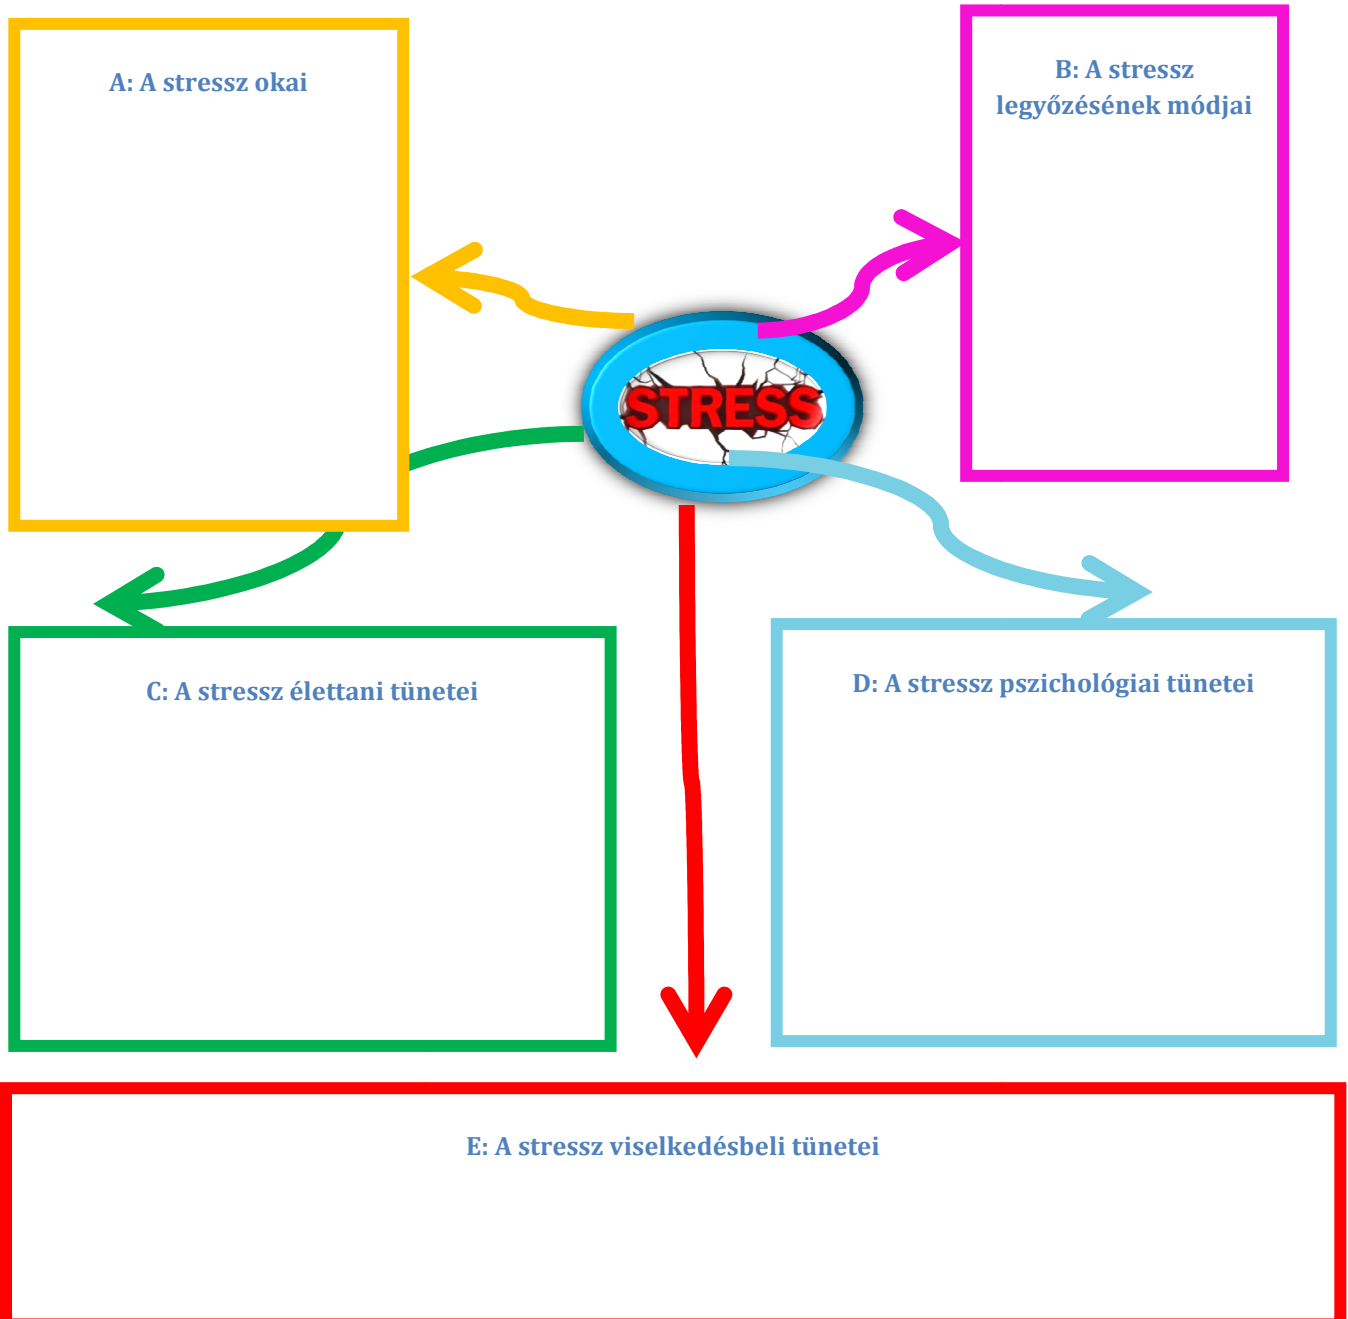 A: A stressz okai
B: A stressz
legyőzésének módjai
STRESS
C: A stressz élettani tünetei
D: A stressz pszichológiai tünetei
E: A stressz viselkedésbeli tünetei